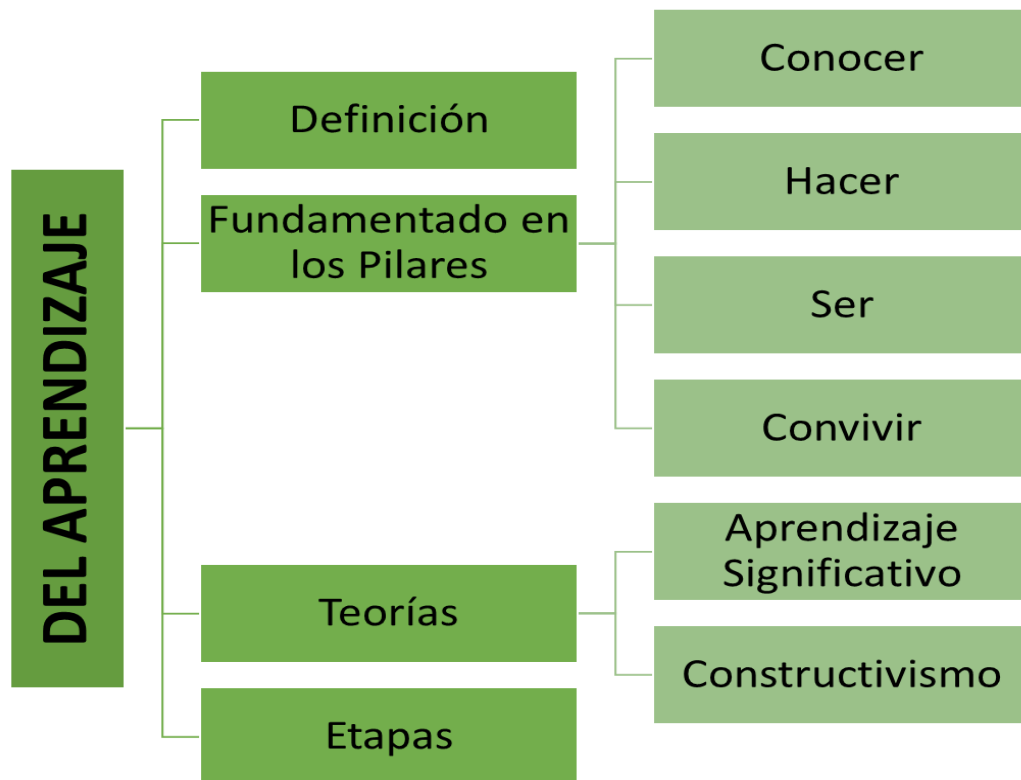 DEL APRENDIZAJE
Definición
Fundamentado en
los Pilares
Conocer
Hacer
Ser
Convivir
Teorías
Aprendizaje
Significativo
Constructivismo
Etapas